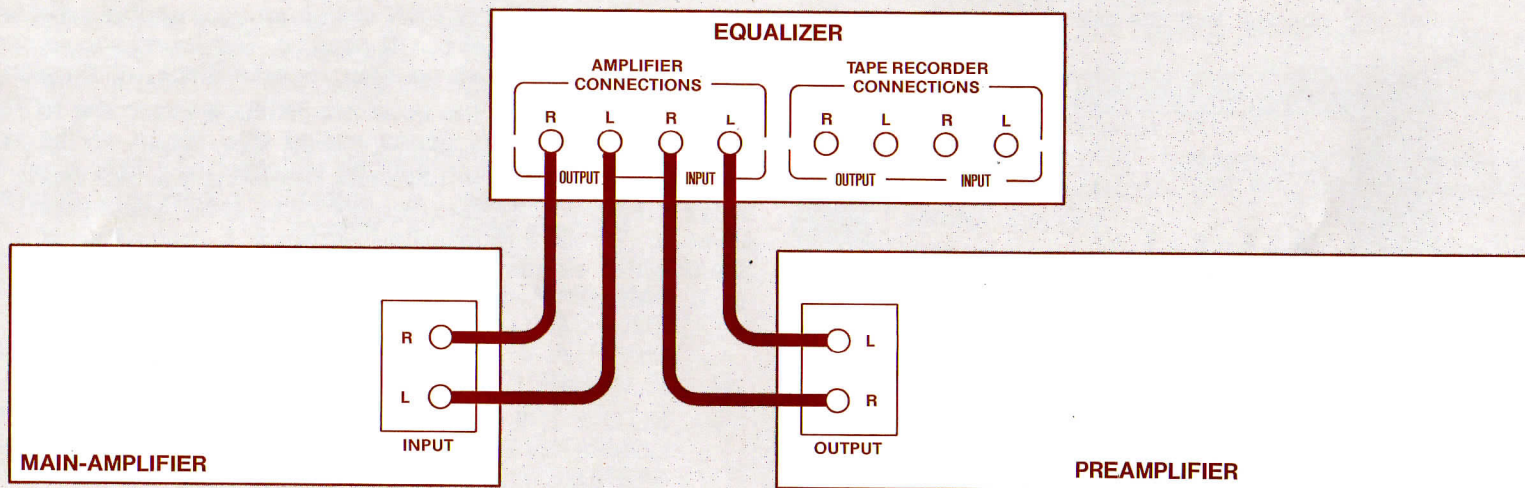 EQUALIZER
AMPLIFIER
CONNECTIONS
R L R L
OUTPUT INPUT
TAPE RECORDER
CONNECTIONS
R L R L
OUTPUT INPUT
R
L
INPUT
MAIN-AMPLIFIER
L
R
OUTPUT
PREAMPLIFIER